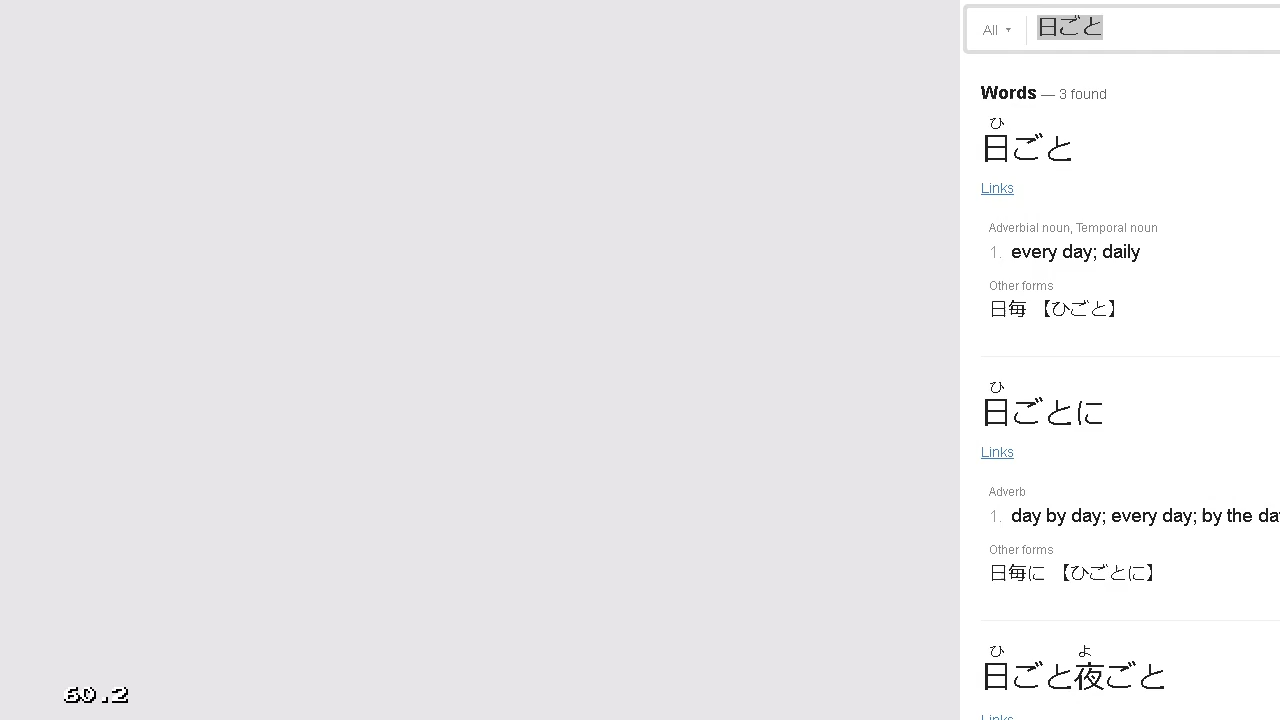 All ▼ 日ごと
Words — 3 found
ひ
日ごと
Links
Adverbial noun, Temporal noun
1. every day; daily
Other forms
日毎 【ひごと】
ひ
日ごとに
Links
Adverb
1. day by day; every day; by the da
Other forms
日毎に 【ひごとに】
ひ よ
日ごと夜ごと
Links
60.2